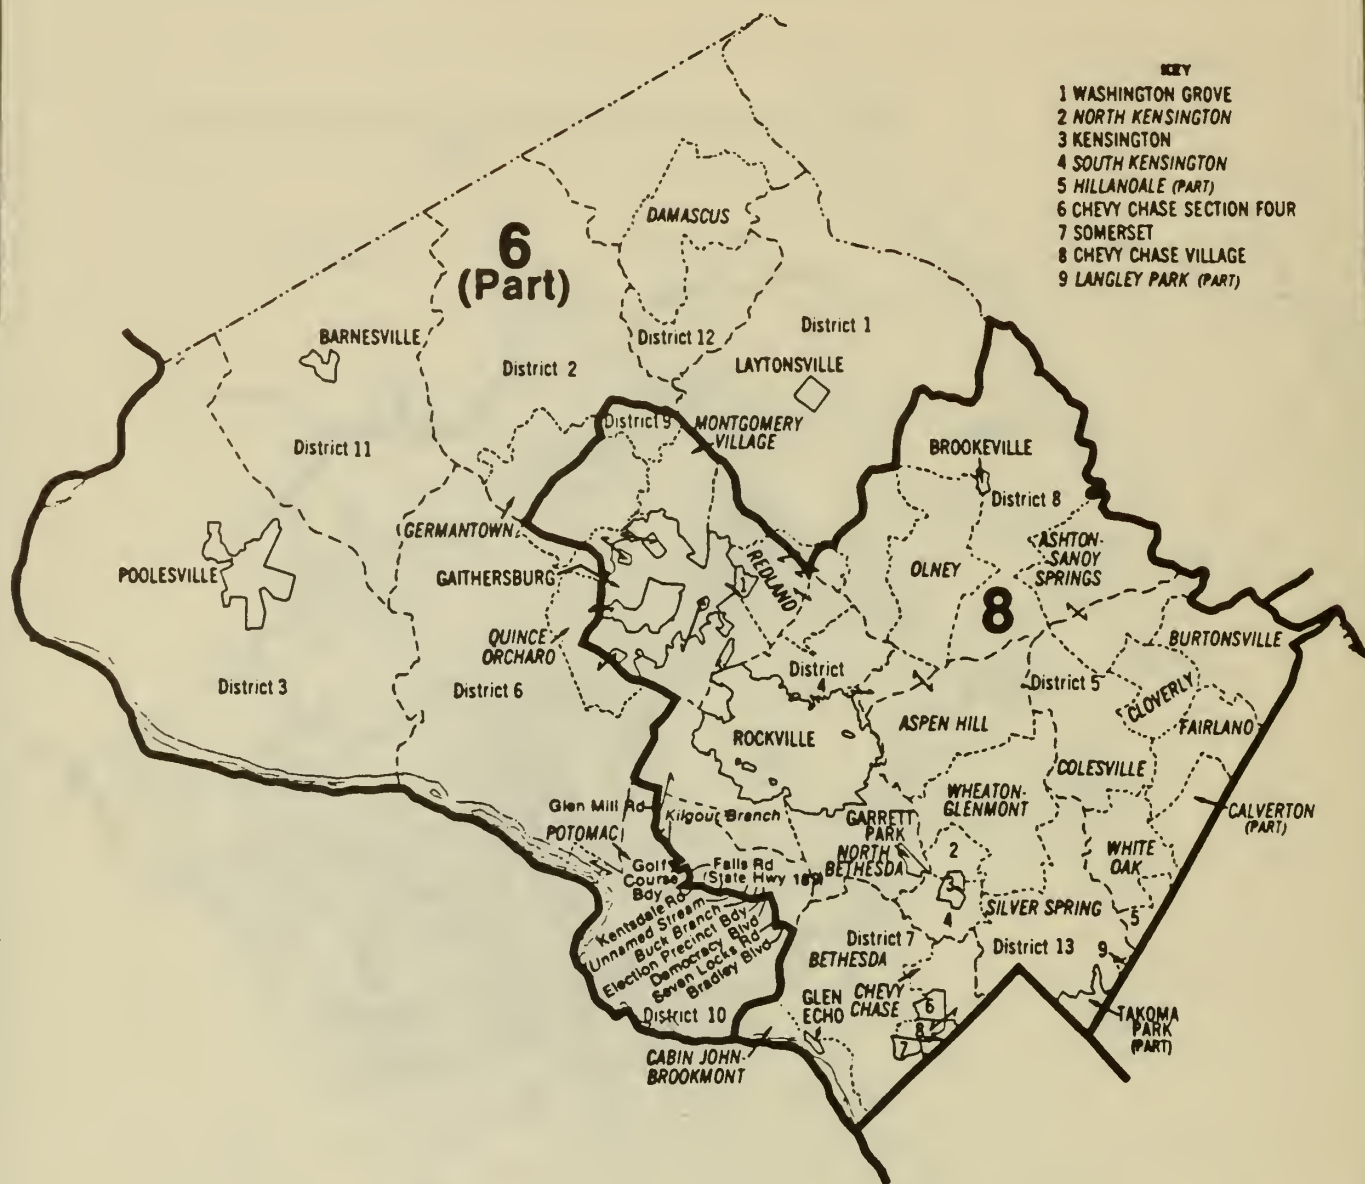 KEY
1 WASHINGTON GROVE
2 NORTH KENSINGTON
3 KENSINGTON
4 SOUTH KENSINGTON
5 HILLANDALE (PART)
6 CHEVY CHASE SECTION FOUR
7 SOMERSET
8 CHEVY CHASE VILLAGE
9 LANGLEY PARK (PART)
DAMASCUS
6
(Part)
BARNESVILLE
District 12
District 1
District 2
LAYTONSVILLE
District 9
MONTGOMERY
VILLAGE
District 11
BROOKEVILLE
District 8
GERMANTOWN
ASHTON-
SANDY
SPRINGS
OLNEY
REDLAND
POOLESVILLE
GAITHERSBURG
1
8
QUINCE
ORCHARD
BURTONSVILLE
District
4
District 3
District 6
District 5
CLOVERLY
ASPEN HILL
FAIRLAND
ROCKVILLE
COLESVILLE
WHEATON-
GLENMONT
Glen Mill Rd
Kilgour Branch
GARRETT
PARK
CALVERTON
(PART)
POTOMAC
NORTH
BETHESDA
2
WHITE
OAK
Golf
Course
Bdy
Falls Rd
(State Hwy 189)
3
Kentsdale Rd
Unnamed Stream
Buck Branch
Election Precinct Bdy
Democracy Blvd
Seven Locks Rd
Bradley Blvd
4
SILVER SPRING
5
District 7
District 13
9
BETHESDA
GLEN
ECHO
CHEVY
CHASE
6
8
7
District 10
TAKOMA
PARK
(PART)
CABIN JOHN-
BROOKMONT